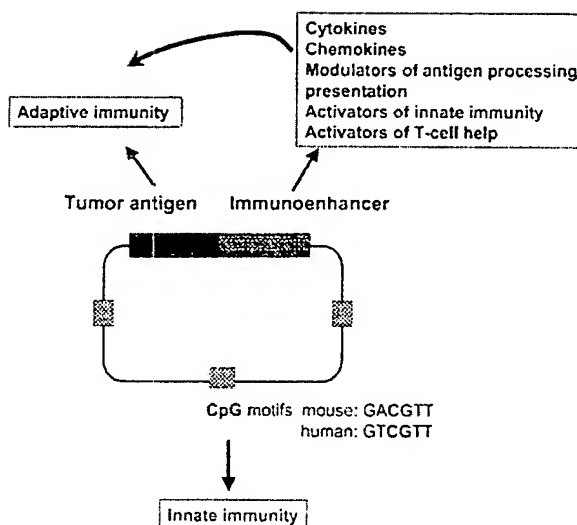 Cytokines
Chemokines
Modulators of antigen processing
presentation
Activators of innate immunity
Activators of T-cell help
Adaptive immunity
Tumor antigen
Immunoenhancer
CpG motifs mouse: GACGTT
human: GTCGTT
Innate immunity